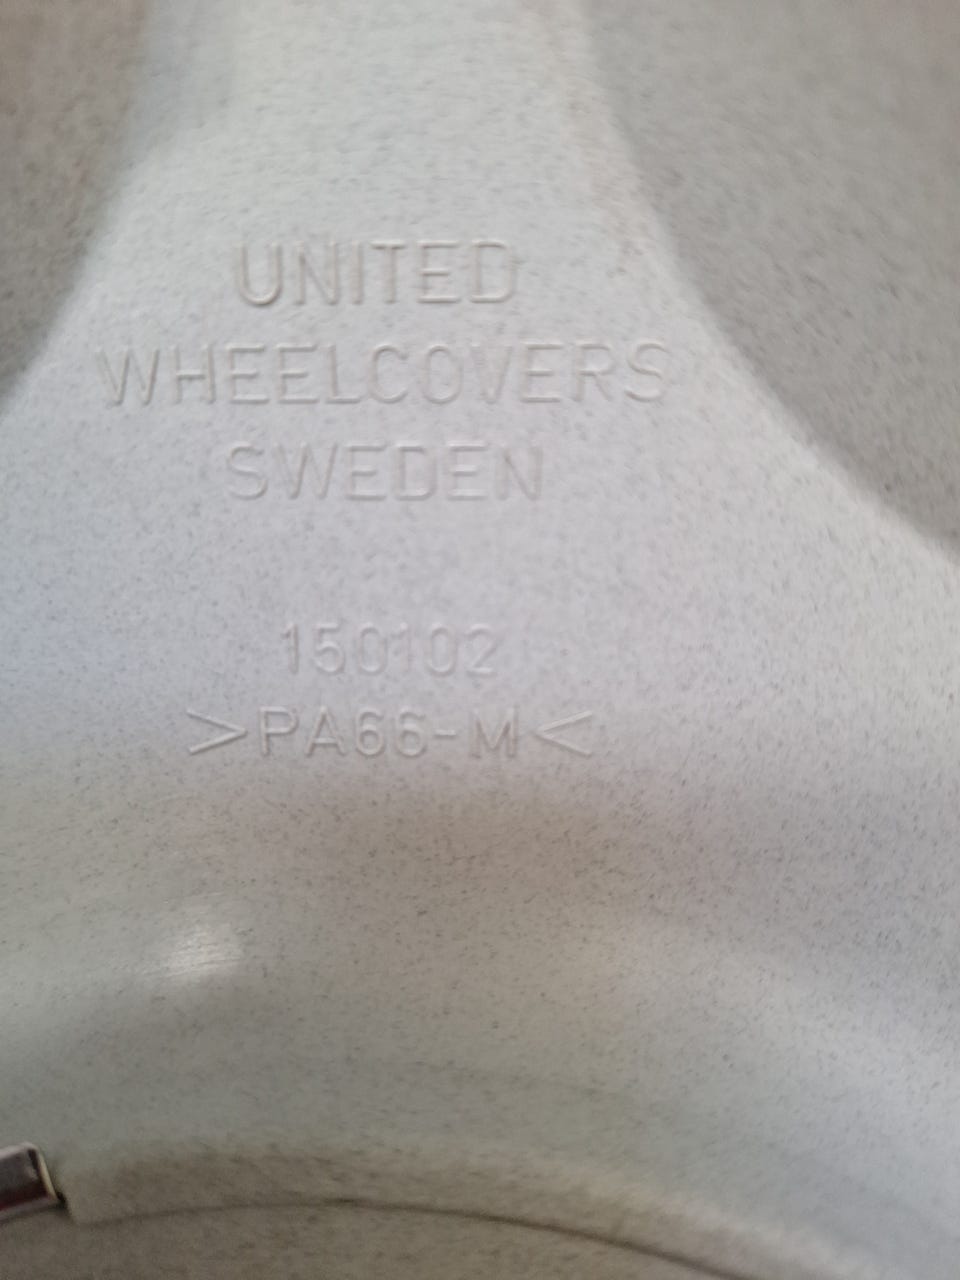 UNITED
WHEELCOVERS
SWEDEN
150102
>PA66-M<